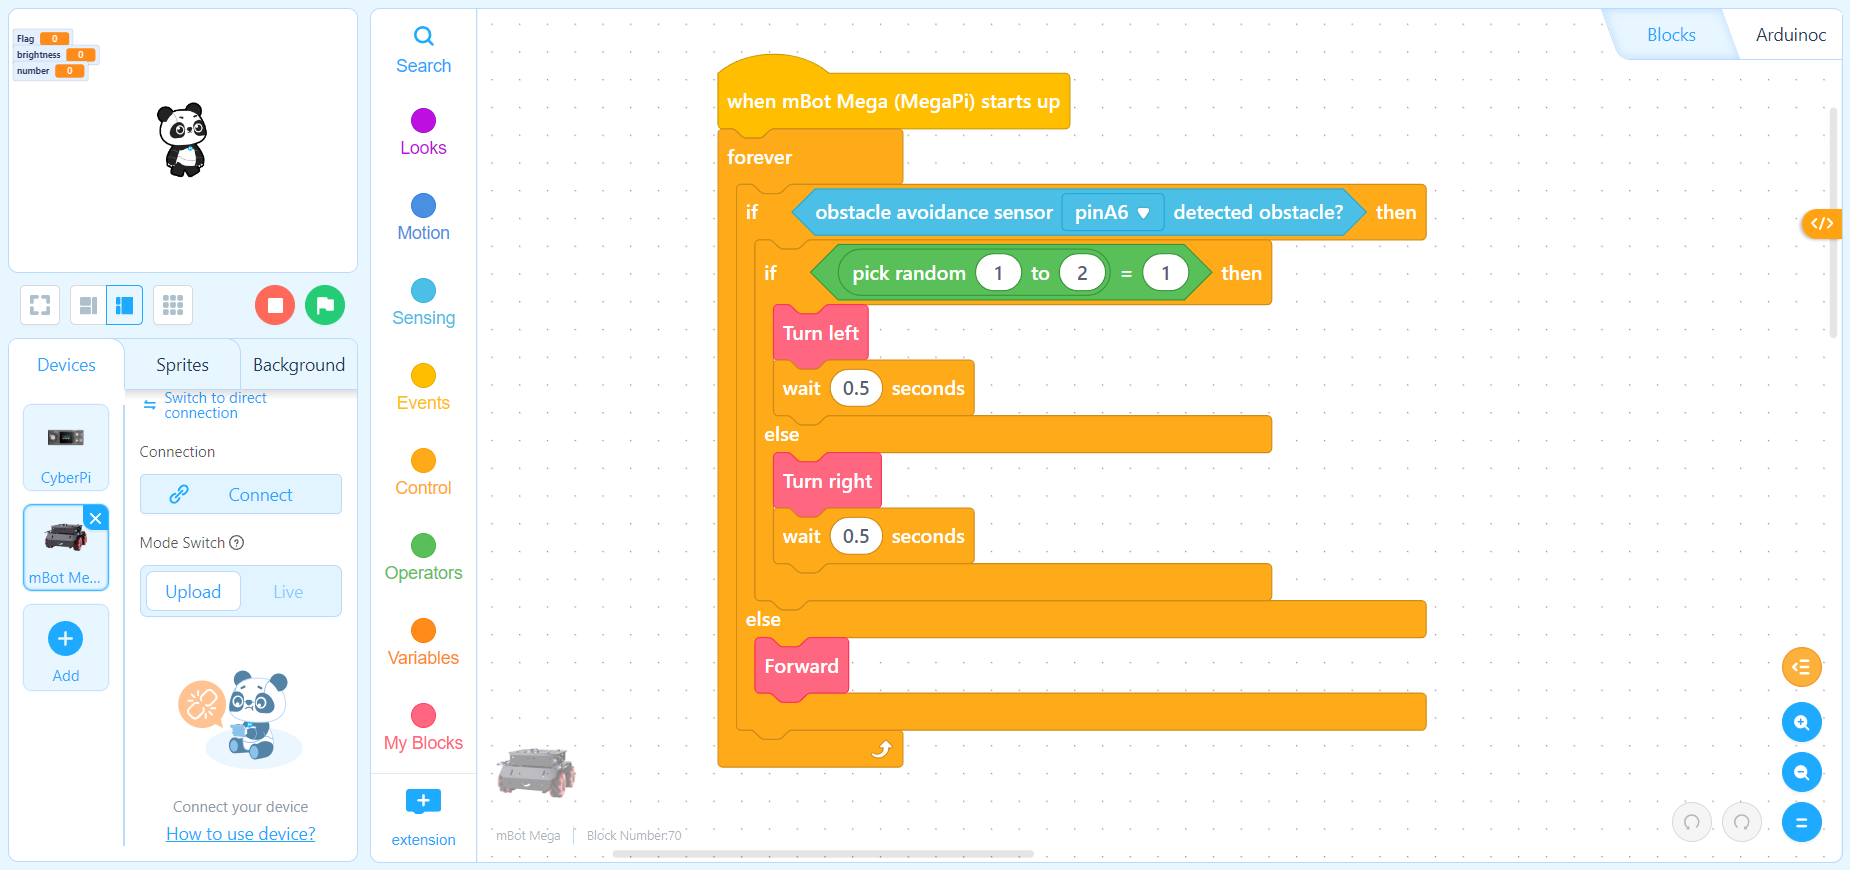 Flag 0
brightness 0
number 0
Devices
Sprites
Background
Switch to direct
connection
Connection
Connect
Mode Switch ?
Upload
Live
CyberPi
mBot Me...
Add
Connect your device
How to use device?
Search
Looks
Motion
Sensing
Events
Control
Operators
Variables
My Blocks
extension
Blocks
Arduinoc
</>
when mBot Mega (MegaPi) starts up
forever
if obstacle avoidance sensor pinA6 detected obstacle? then
if pick random 1 to 2 = 1 then
Turn left
wait 0.5 seconds
else
Turn right
wait 0.5 seconds
else
Forward
mBot Mega
Block Number:70